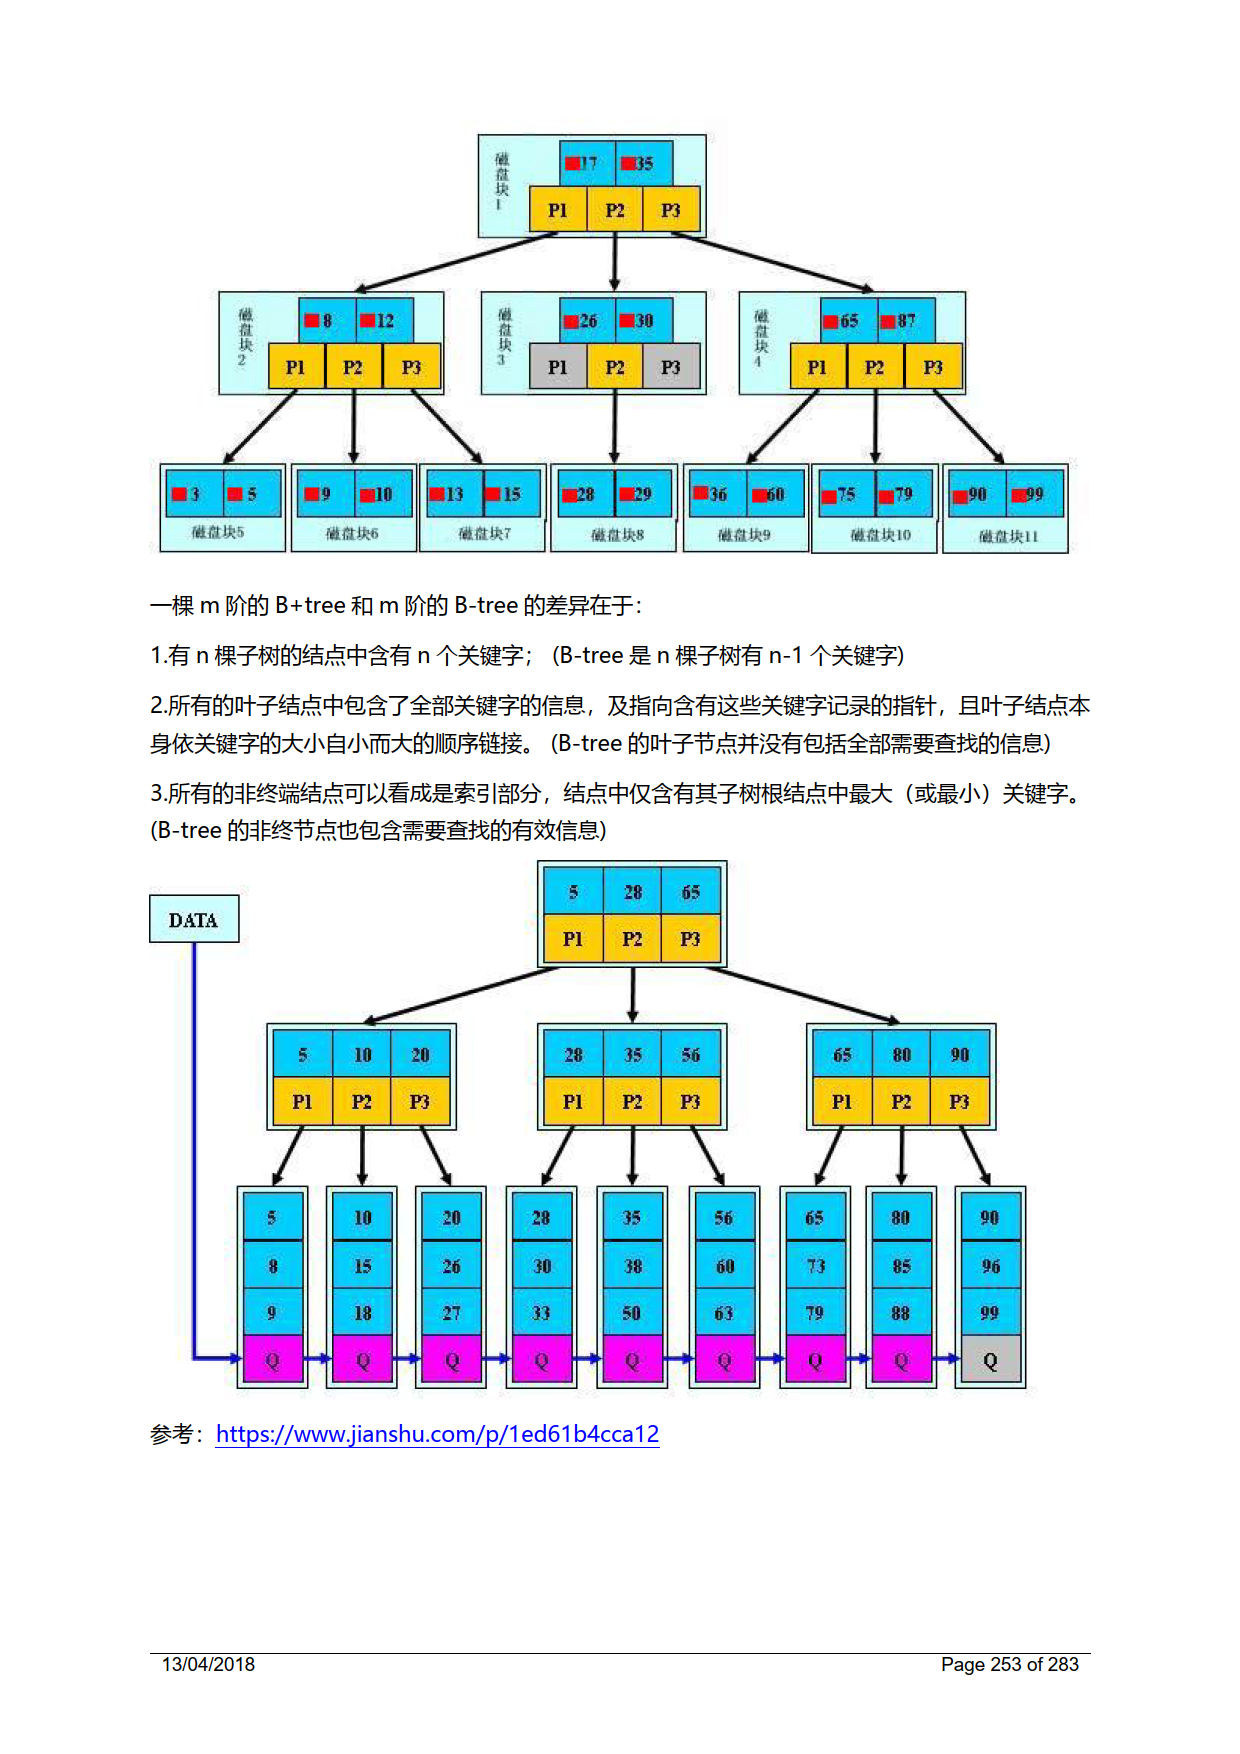 磁盘块1
17 35
P1 P2 P3
磁盘块2
8 12
P1 P2 P3
磁盘块3
26 30
P1 P2 P3
磁盘块4
65 87
P1 P2 P3
3 5
磁盘块5
9 10
磁盘块6
13 15
磁盘块7
28 29
磁盘块8
36 60
磁盘块9
75 79
磁盘块10
90 99
磁盘块11
一棵 m 阶的 B+tree 和 m 阶的 B-tree 的差异在于：
1.有 n 棵子树的结点中含有 n 个关键字； (B-tree 是 n 棵子树有 n-1 个关键字)
2.所有的叶子结点中包含了全部关键字的信息，及指向含有这些关键字记录的指针，且叶子结点本
身依关键字的大小自小而大的顺序链接。 (B-tree 的叶子节点并没有包括全部需要查找的信息)
3.所有的非终端结点可以看成是索引部分，结点中仅含有其子树根结点中最大（或最小）关键字。
(B-tree 的非终节点也包含需要查找的有效信息)
DATA
5 28 65
P1 P2 P3
5 10 20
P1 P2 P3
28 35 56
P1 P2 P3
65 80 90
P1 P2 P3
5 10 20 28 35 56 65 80 90
8 15 26 30 38 60 73 85 96
9 18 27 33 50 63 79 88 99
Q Q Q Q Q Q Q Q Q
参考：https://www.jianshu.com/p/1ed61b4cca12
13/04/2018 Page 253 of 283